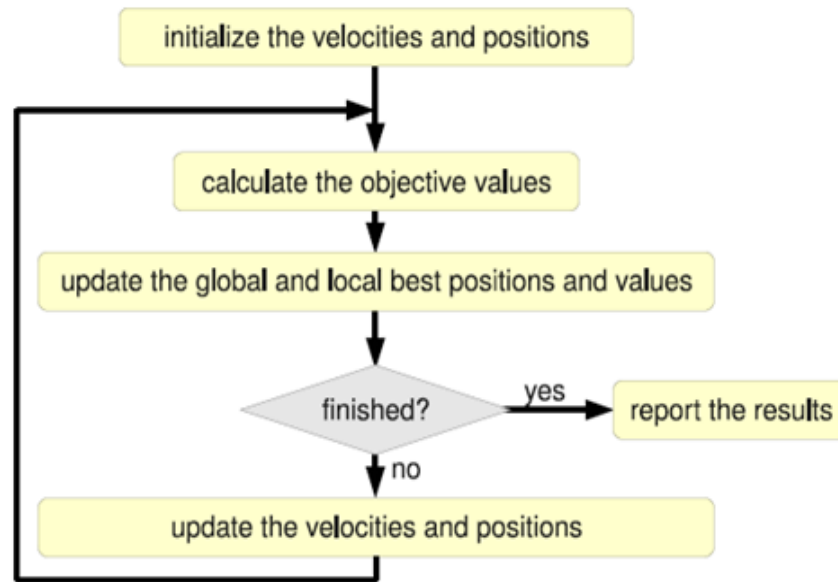 initialize the velocities and positions
calculate the objective values
update the global and local best positions and values
finished?
yes
report the results
no
update the velocities and positions